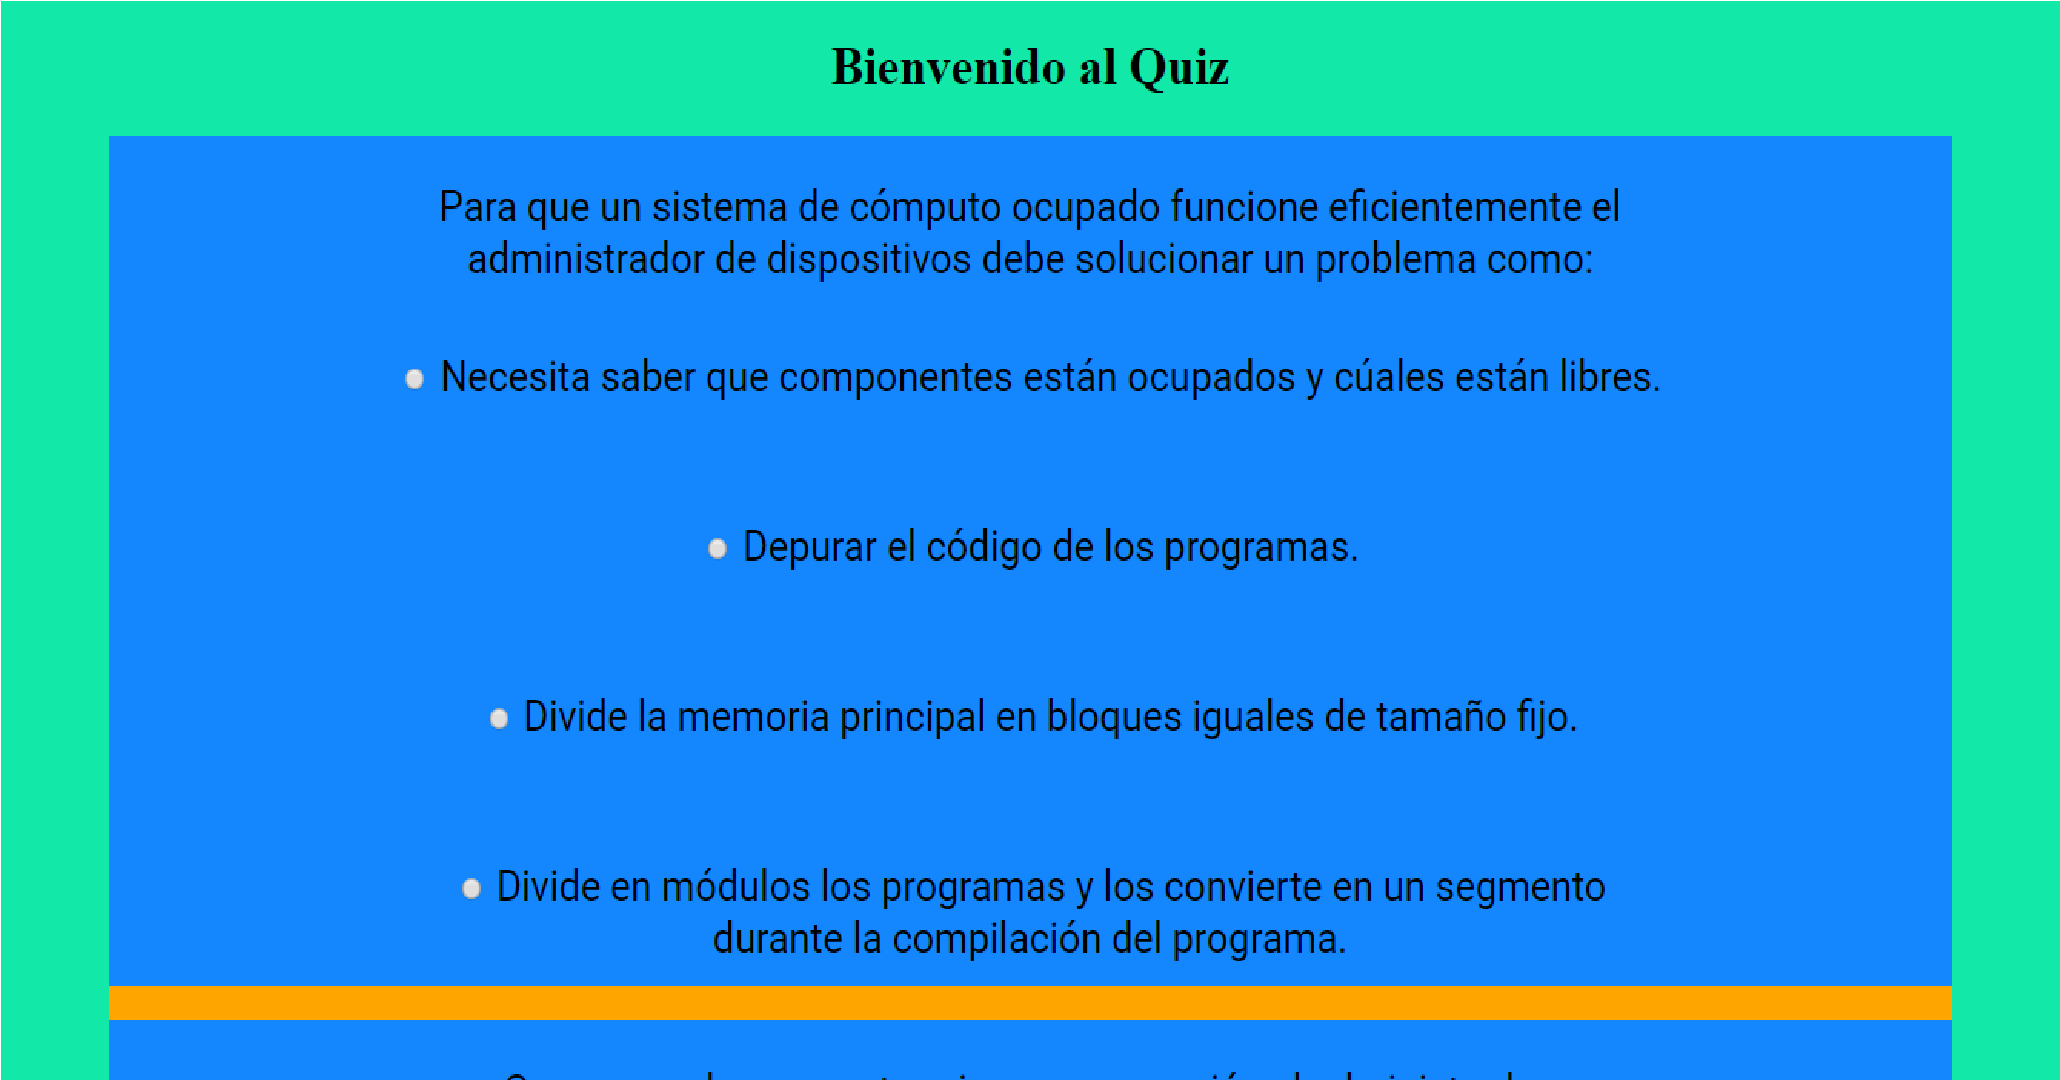 Bienvenido al Quiz
Para que un sistema de cómputo ocupado funcione eficientemente el
administrador de dispositivos debe solucionar un problema como:
Necesita saber que componentes están ocupados y cúales están libres.
Depurar el código de los programas.
Divide la memoria principal en bloques iguales de tamaño fijo.
Divide en módulos los programas y los convierte en un segmento
durante la compilación del programa.